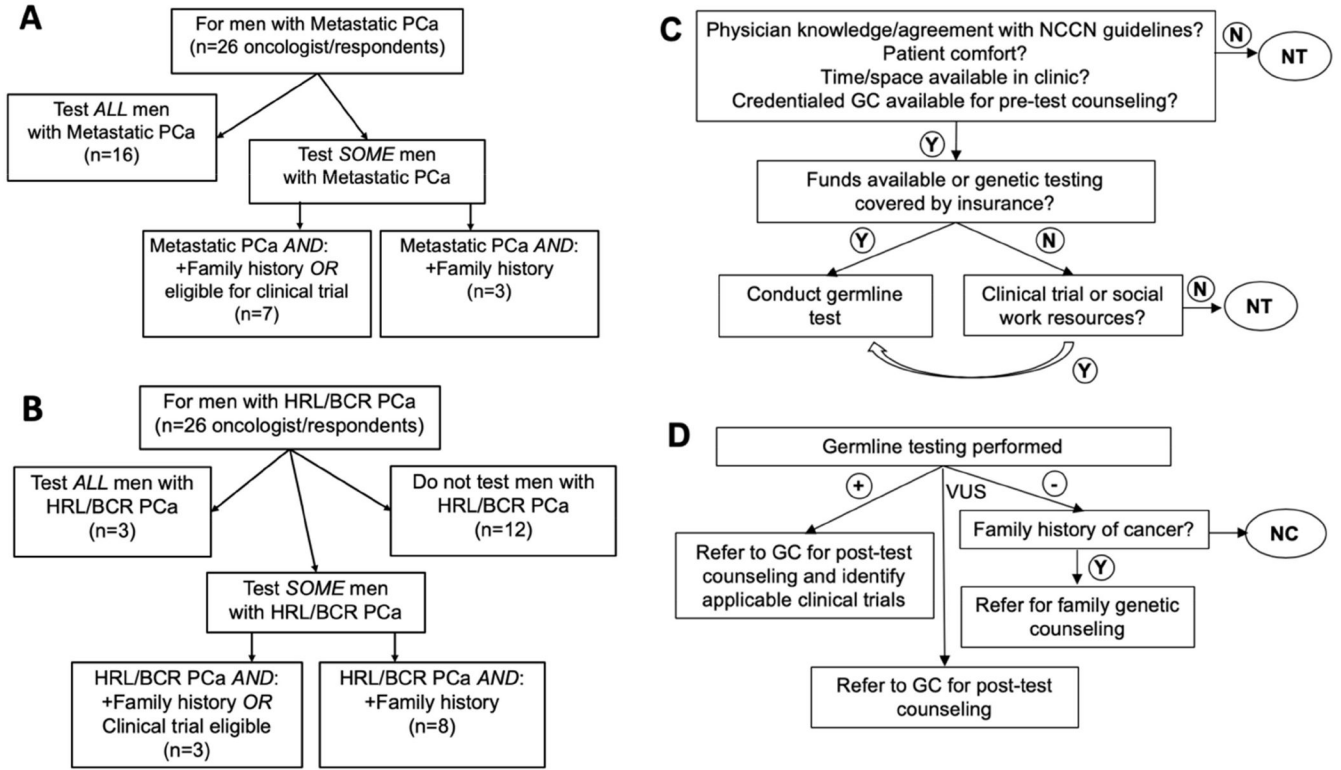 A
For men with Metastatic PCa
(n=26 oncologist/respondents)
Test ALL men
with Metastatic PCa
(n=16)
Test SOME men
with Metastatic PCa
Metastatic PCa AND:
+Family history OR
eligible for clinical trial
(n=7)
Metastatic PCa AND:
+Family history
(n=3)
B
For men with HRL/BCR PCa
(n=26 oncologist/respondents)
Test ALL men with
HRL/BCR PCa
(n=3)
Do not test men with
HRL/BCR PCa
(n=12)
Test SOME men
with HRL/BCR PCa
HRL/BCR PCa AND:
+Family history OR
Clinical trial eligible
(n=3)
HRL/BCR PCa AND:
+Family history
(n=8)
C
Physician knowledge/agreement with NCCN guidelines?
Patient comfort?
Time/space available in clinic?
Credentialed GC available for pre-test counseling?
N
NT
Y
Funds available or genetic testing
covered by insurance?
Y
N
Conduct germline
test
Clinical trial or social
work resources?
N
NT
Y
D
Germline testing performed
+
VUS
-
Refer to GC for post-test
counseling and identify
applicable clinical trials
Family history of cancer?
NC
Y
Refer for family genetic
counseling
Refer to GC for post-test
counseling